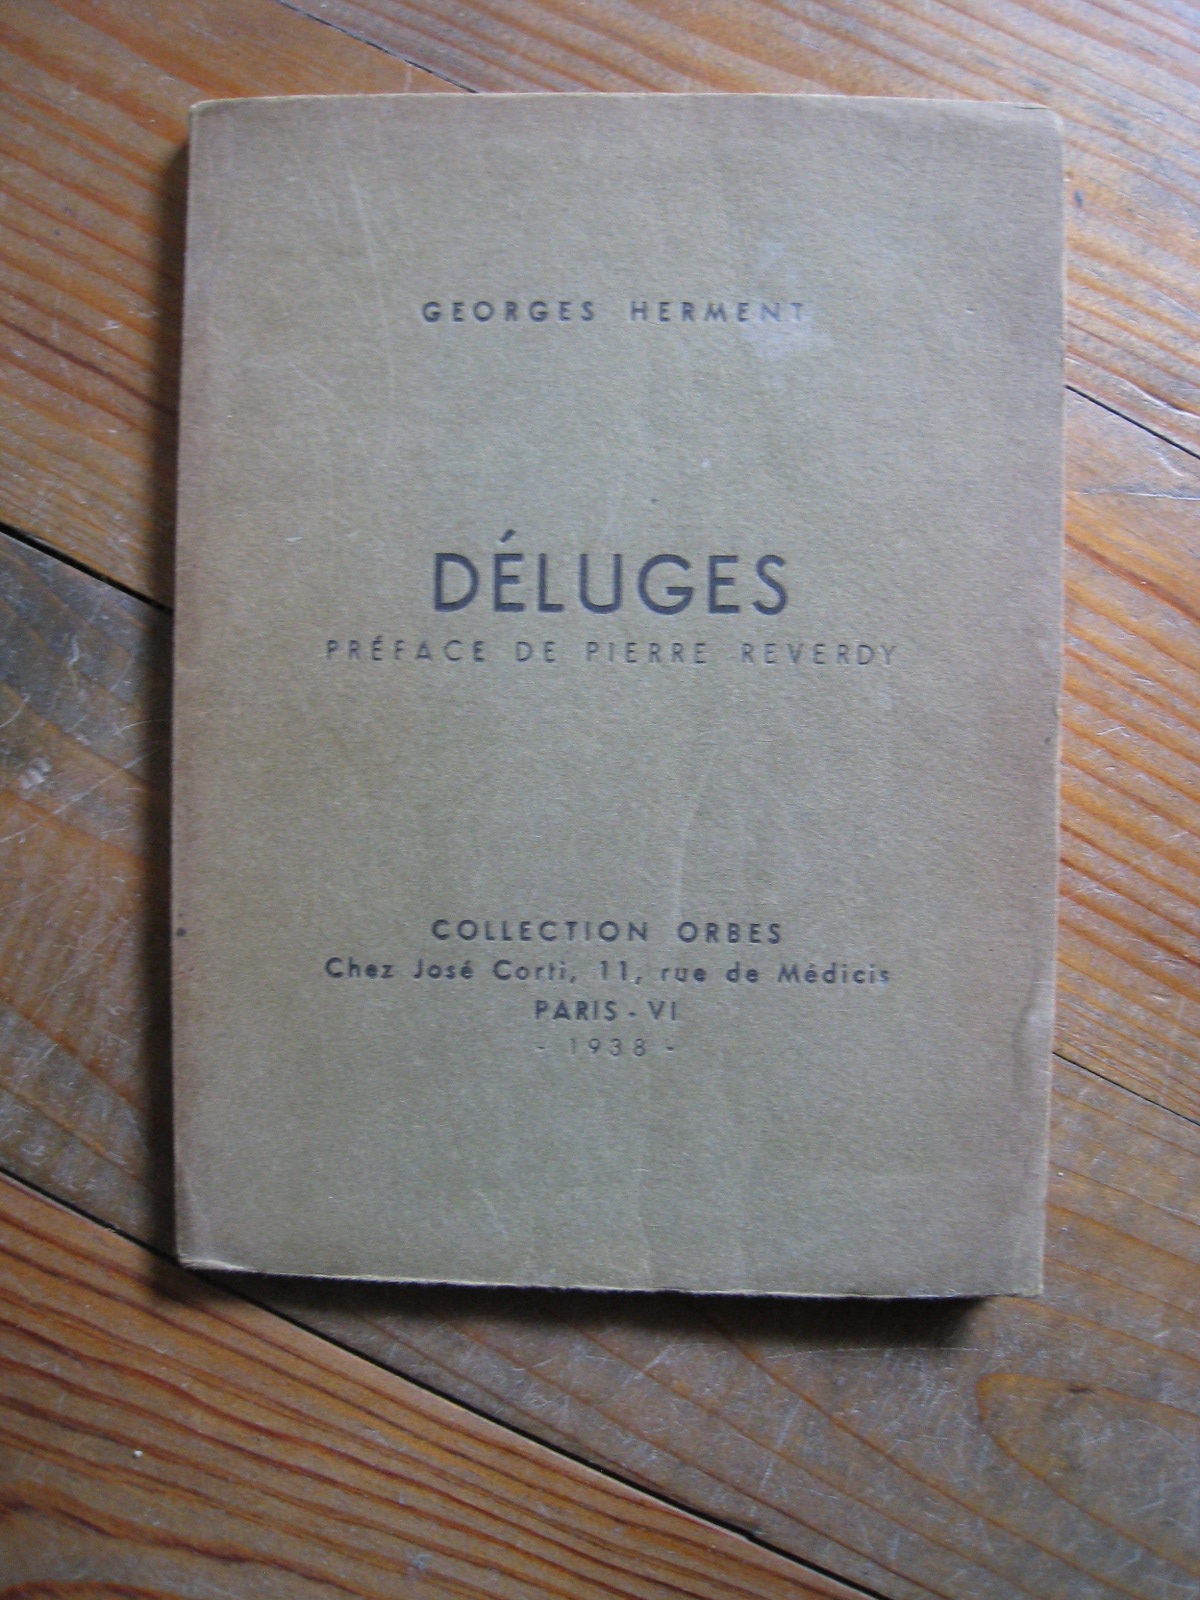 GEORGES HERMENT
DÉLUGES
PRÉFACE DE PIERRE REVERDY
COLLECTION ORBES
Chez José Corti, 11, rue de Médicis
PARIS - VI
- 1938 -